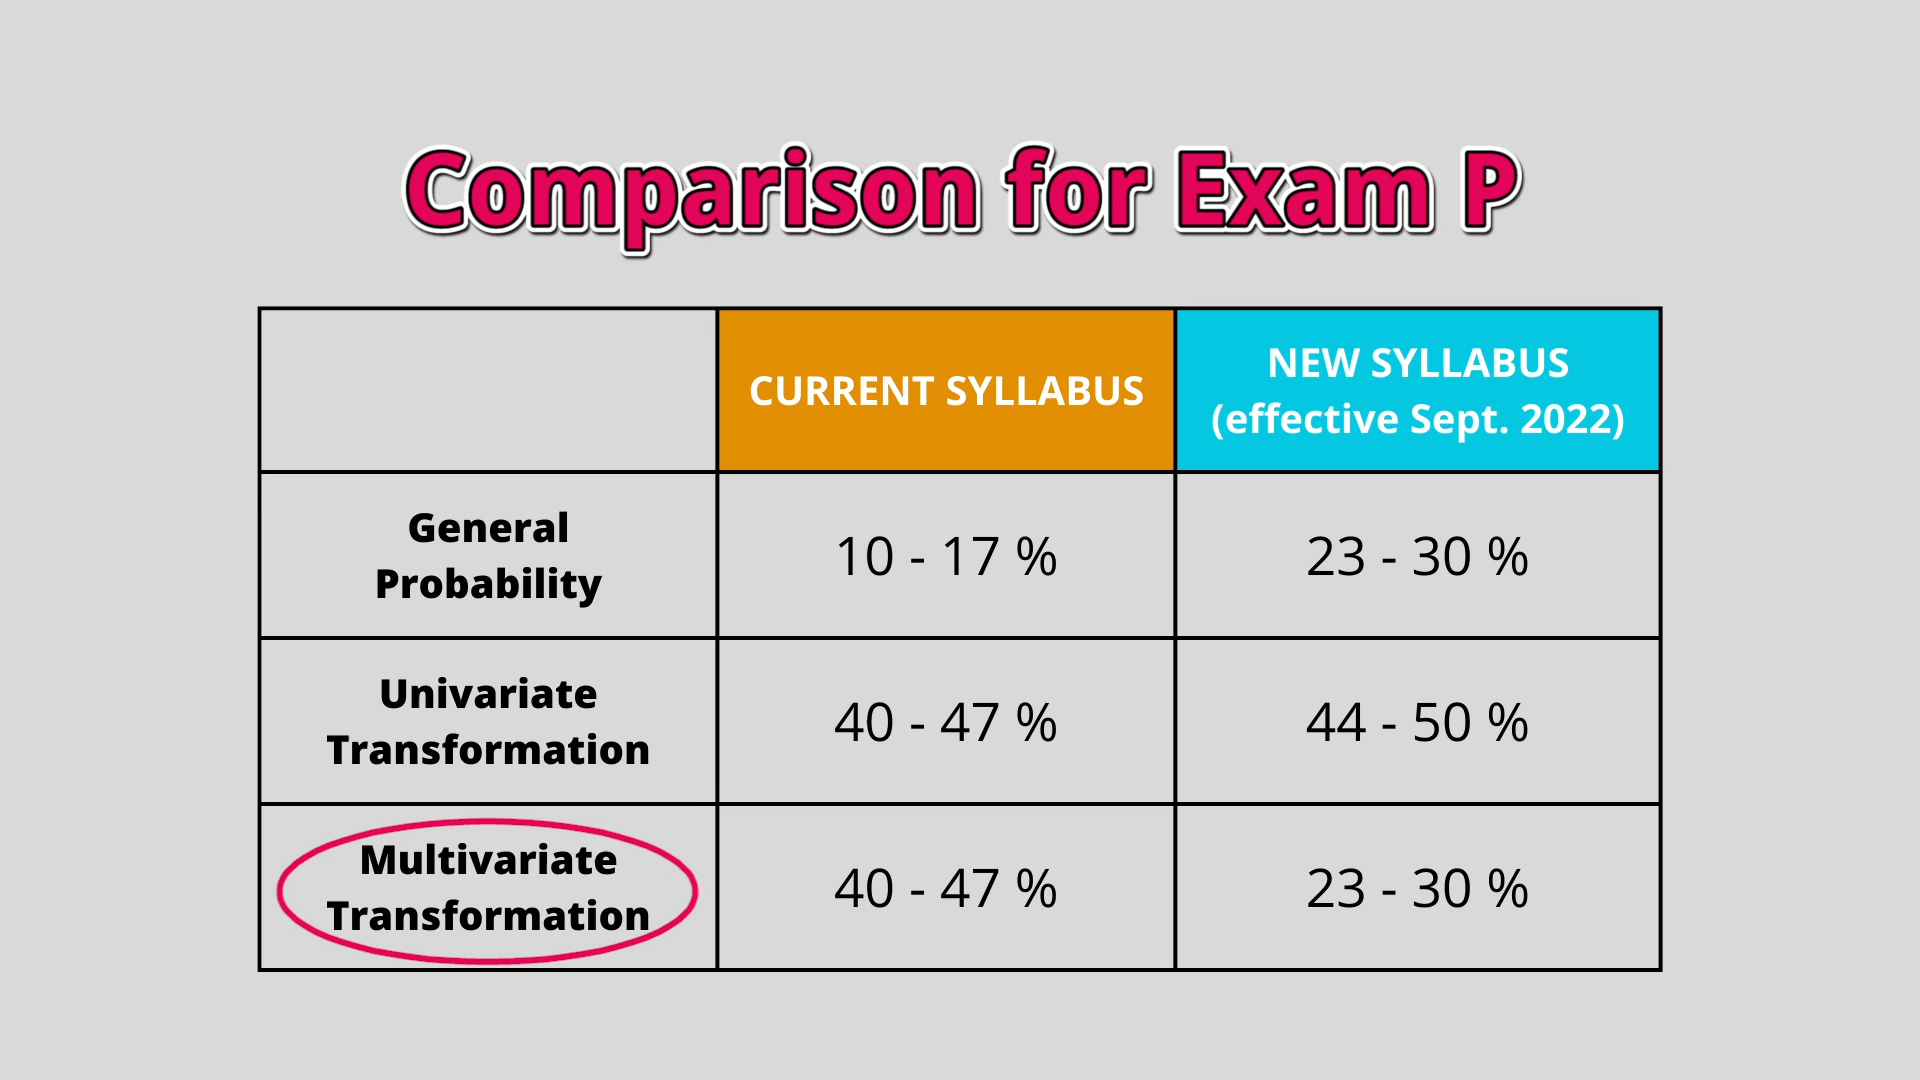 Comparison for Exam P
CURRENT SYLLABUS
NEW SYLLABUS
(effective Sept. 2022)
General
Probability
10 - 17 %
23 - 30 %
Univariate
Transformation
40 - 47 %
44 - 50 %
Multivariate
Transformation
40 - 47 %
23 - 30 %